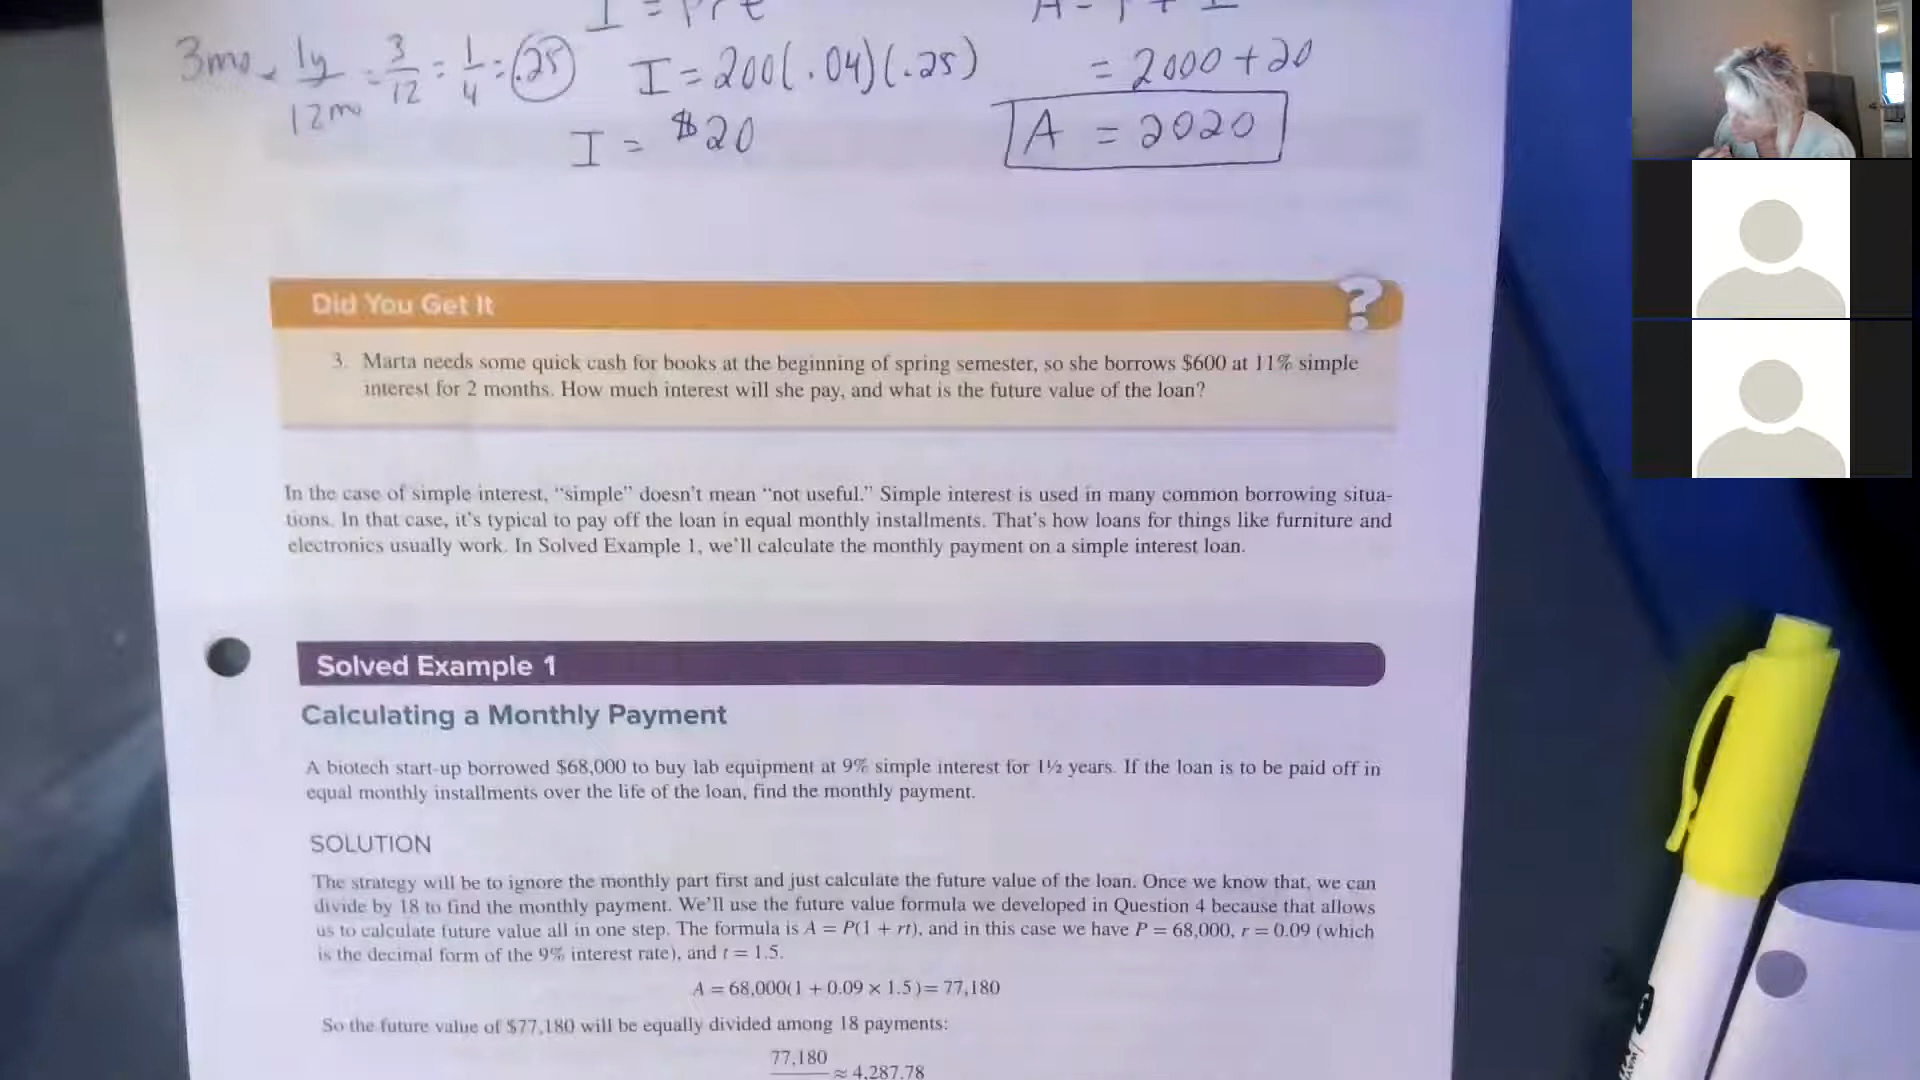 I = Prt
A = P + I
3mo · 1y/12mo = 3/12 = 1/4 = .25
I = 200(.04)(.25)
= 2000 + 20
I = $20
A = 2020
Did You Get It
?
3. Marta needs some quick cash for books at the beginning of spring semester, so she borrows $600 at 11% simple
interest for 2 months. How much interest will she pay, and what is the future value of the loan?
In the case of simple interest, “simple” doesn’t mean “not useful.” Simple interest is used in many common borrowing situa-
tions. In that case, it’s typical to pay off the loan in equal monthly installments. That’s how loans for things like furniture and
electronics usually work. In Solved Example 1, we’ll calculate the monthly payment on a simple interest loan.
Solved Example 1
Calculating a Monthly Payment
A biotech start-up borrowed $68,000 to buy lab equipment at 9% simple interest for 1½ years. If the loan is to be paid off in
equal monthly installments over the life of the loan, find the monthly payment.
SOLUTION
The strategy will be to ignore the monthly part first and just calculate the future value of the loan. Once we know that, we can
divide by 18 to find the monthly payment. We’ll use the future value formula we developed in Question 4 because that allows
us to calculate future value all in one step. The formula is A = P(1 + rt), and in this case we have P = 68,000, r = 0.09 (which
is the decimal form of the 9% interest rate), and t = 1.5.
A = 68,000(1 + 0.09 × 1.5) = 77,180
So the future value of $77,180 will be equally divided among 18 payments:
77,180
≈ 4,287.78